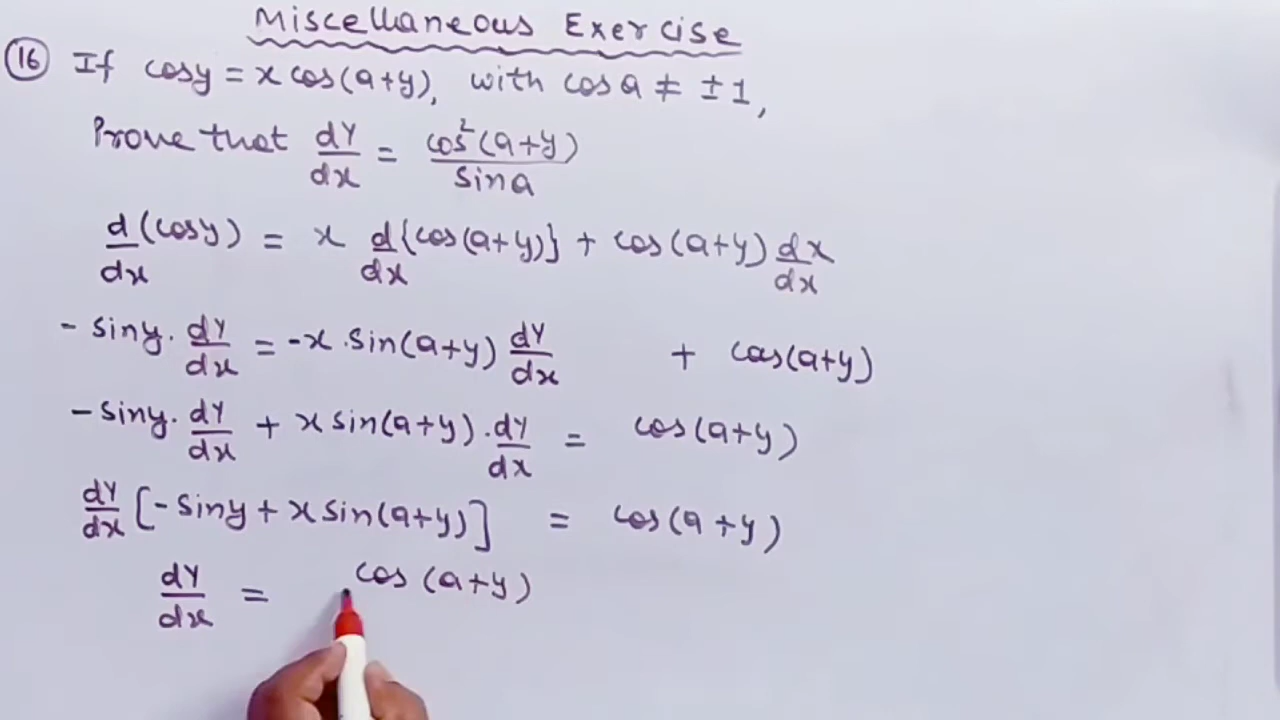 Miscellaneous Exercise
(16) If cosy = x cos(a+y), with cos a ≠ ±1,
Prove that dy/dx = cos²(a+y)/sina
d/dx (cosy) = x d/dx {cos(a+y)} + cos(a+y) dx/dx
- siny. dy/dx = -x .sin(a+y) dy/dx + cos(a+y)
- siny. dy/dx + x sin(a+y). dy/dx = cos(a+y)
dy/dx [- siny + x sin(a+y)] = cos(a+y)
dy/dx = cos(a+y)